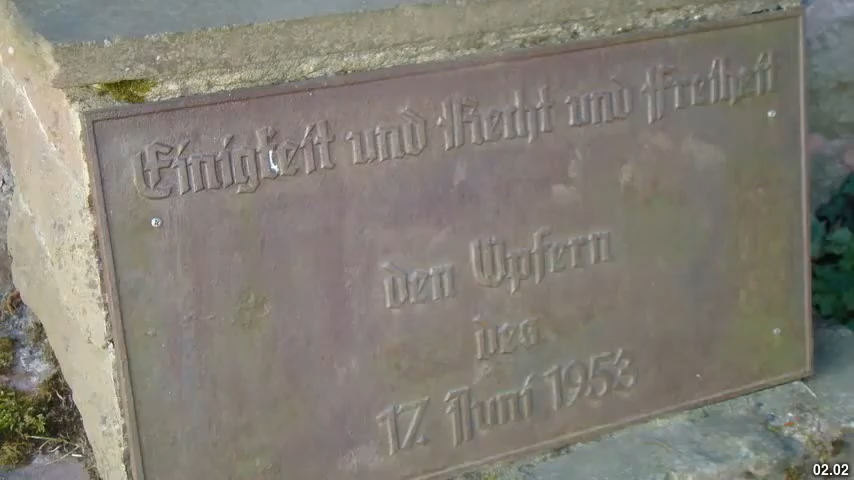 Einigkeit und Recht und Freiheit
den Opfern
des
17. Juni 1953
02.02